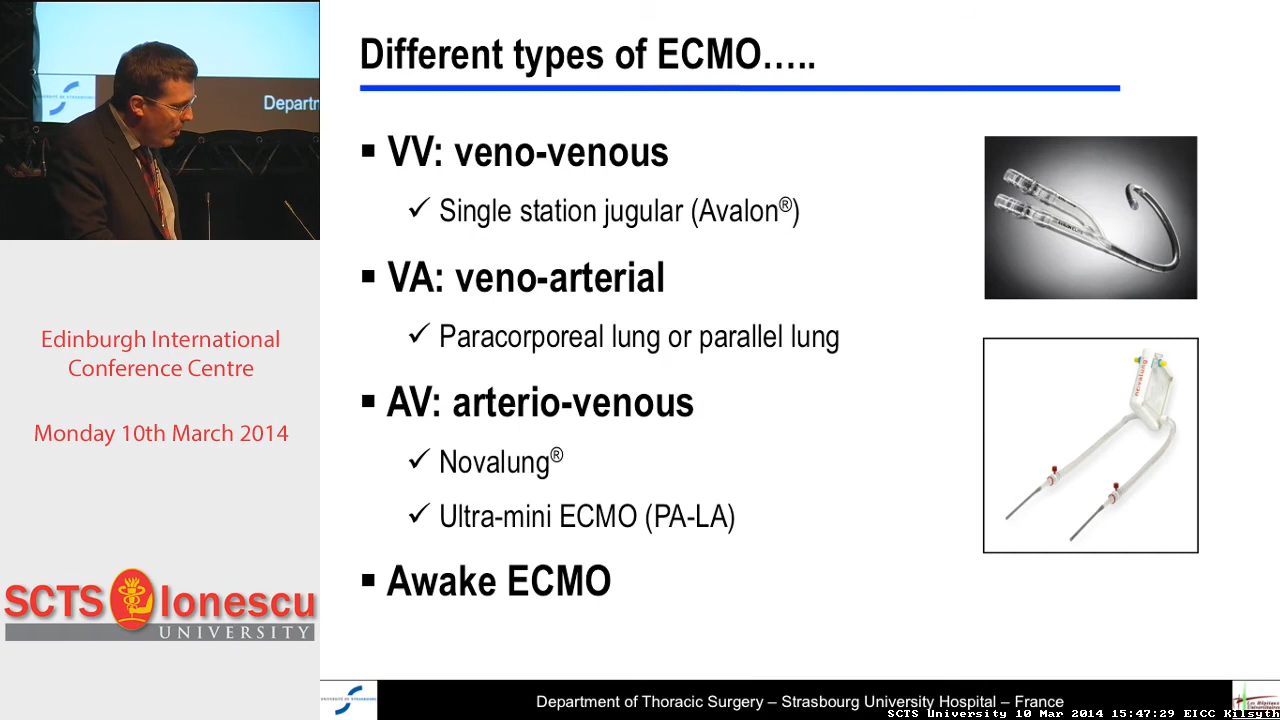 Departm
Different types of ECMO…..
▪ VV: veno-venous
✓ Single station jugular (Avalon®)
▪ VA: veno-arterial
✓ Paracorporeal lung or parallel lung
▪ AV: arterio-venous
✓ Novalung®
✓ Ultra-mini ECMO (PA-LA)
▪ Awake ECMO
novalung
Edinburgh International
Conference Centre
Monday 10th March 2014
SCTS Ionescu
UNIVERSITY
Department of Thoracic Surgery – Strasbourg University Hospital – France
SCTS University 10 Mar 2014 15:47:29 EICC Kilsyth